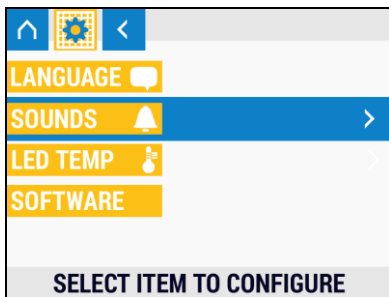 LANGUAGE
SOUNDS
LED TEMP
SOFTWARE
SELECT ITEM TO CONFIGURE